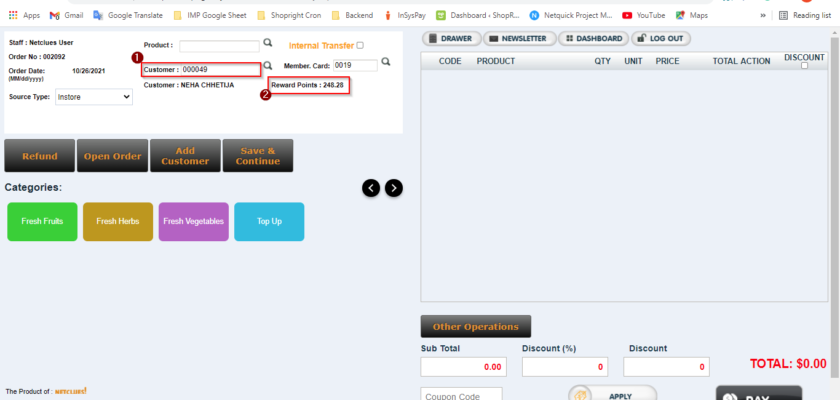 Apps Gmail Google Translate IMP Google Sheet Shopright Cron Backend InSysPay Dashboard ‹ ShopR... Netquick Project M... YouTube Maps » Reading list
Staff : Netclues User
Order No : 002092
Order Date: 10/26/2021
(MM/dd/yyyy)
Source Type: Instore
Product :
1
Customer : 000049
Customer : NEHA CHHETIJA
Internal Transfer
Member. Card: 0019
2
Reward Points : 248.28
DRAWER NEWSLETTER DASHBOARD LOG OUT
CODE PRODUCT QTY UNIT PRICE TOTAL ACTION DISCOUNT
Refund Open Order Add Customer Save & Continue
Categories:
Fresh Fruits Fresh Herbs Fresh Vegetables Top Up
Other Operations
Sub Total Discount (%) Discount
0.00 0 0 TOTAL: $0.00
Coupon Code APPLY PAY
The Product of : NETCLUES!